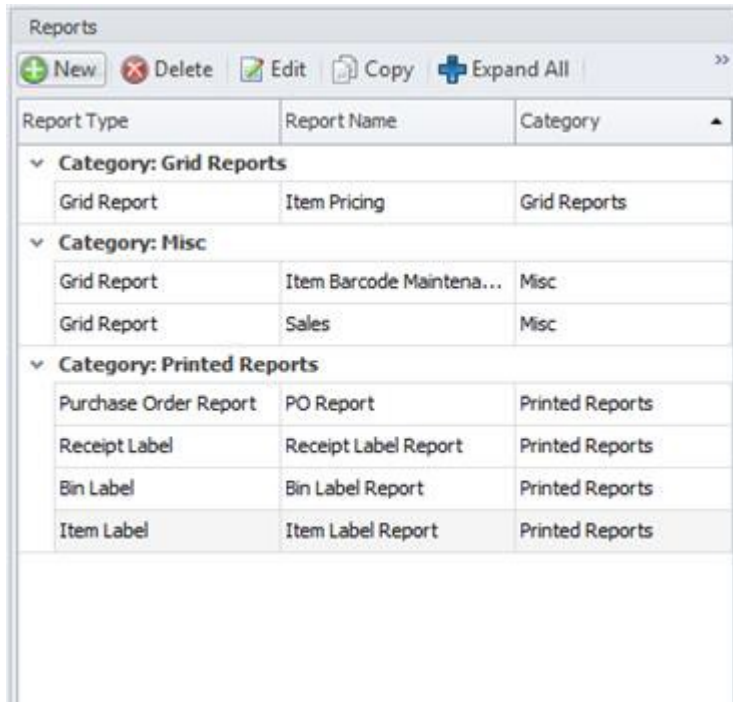 Reports
New Delete Edit Copy Expand All »
Report Type Report Name Category
Category: Grid Reports
Grid Report Item Pricing Grid Reports
Category: Misc
Grid Report Item Barcode Maintena... Misc
Grid Report Sales Misc
Category: Printed Reports
Purchase Order Report PO Report Printed Reports
Receipt Label Receipt Label Report Printed Reports
Bin Label Bin Label Report Printed Reports
Item Label Item Label Report Printed Reports